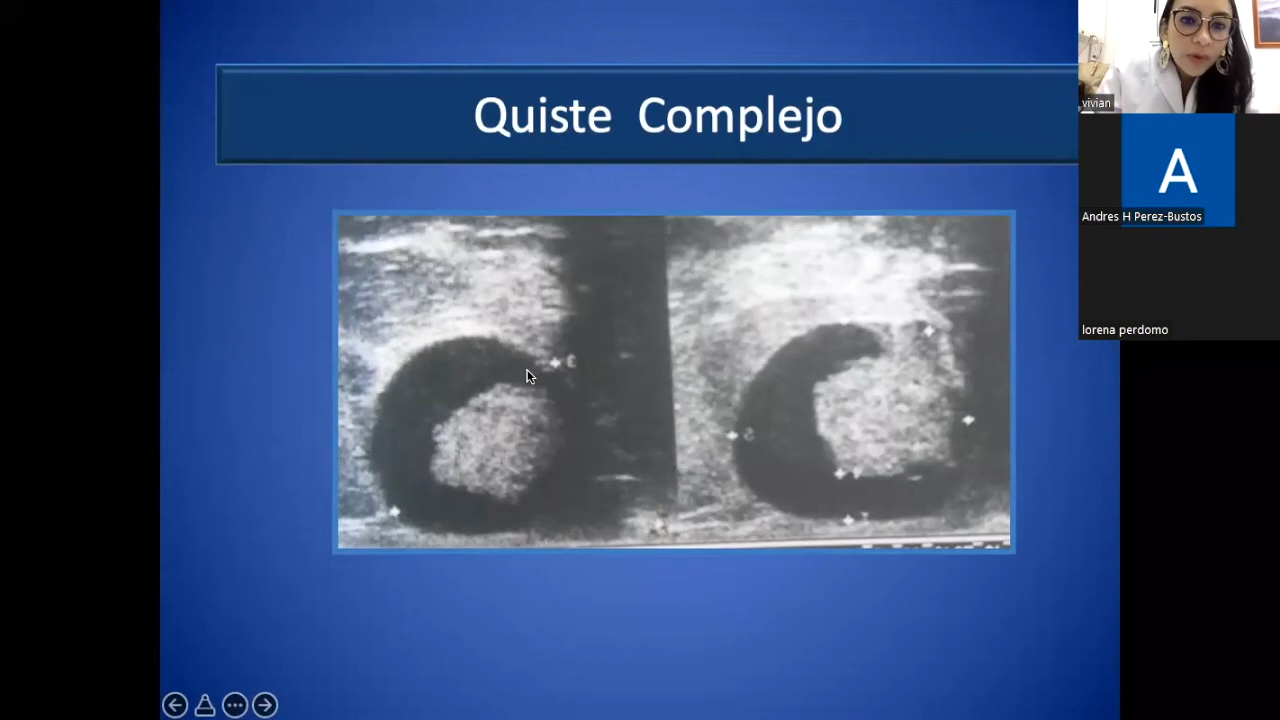 Quiste Complejo
vivian
A
Andres H Perez-Bustos
lorena perdomo